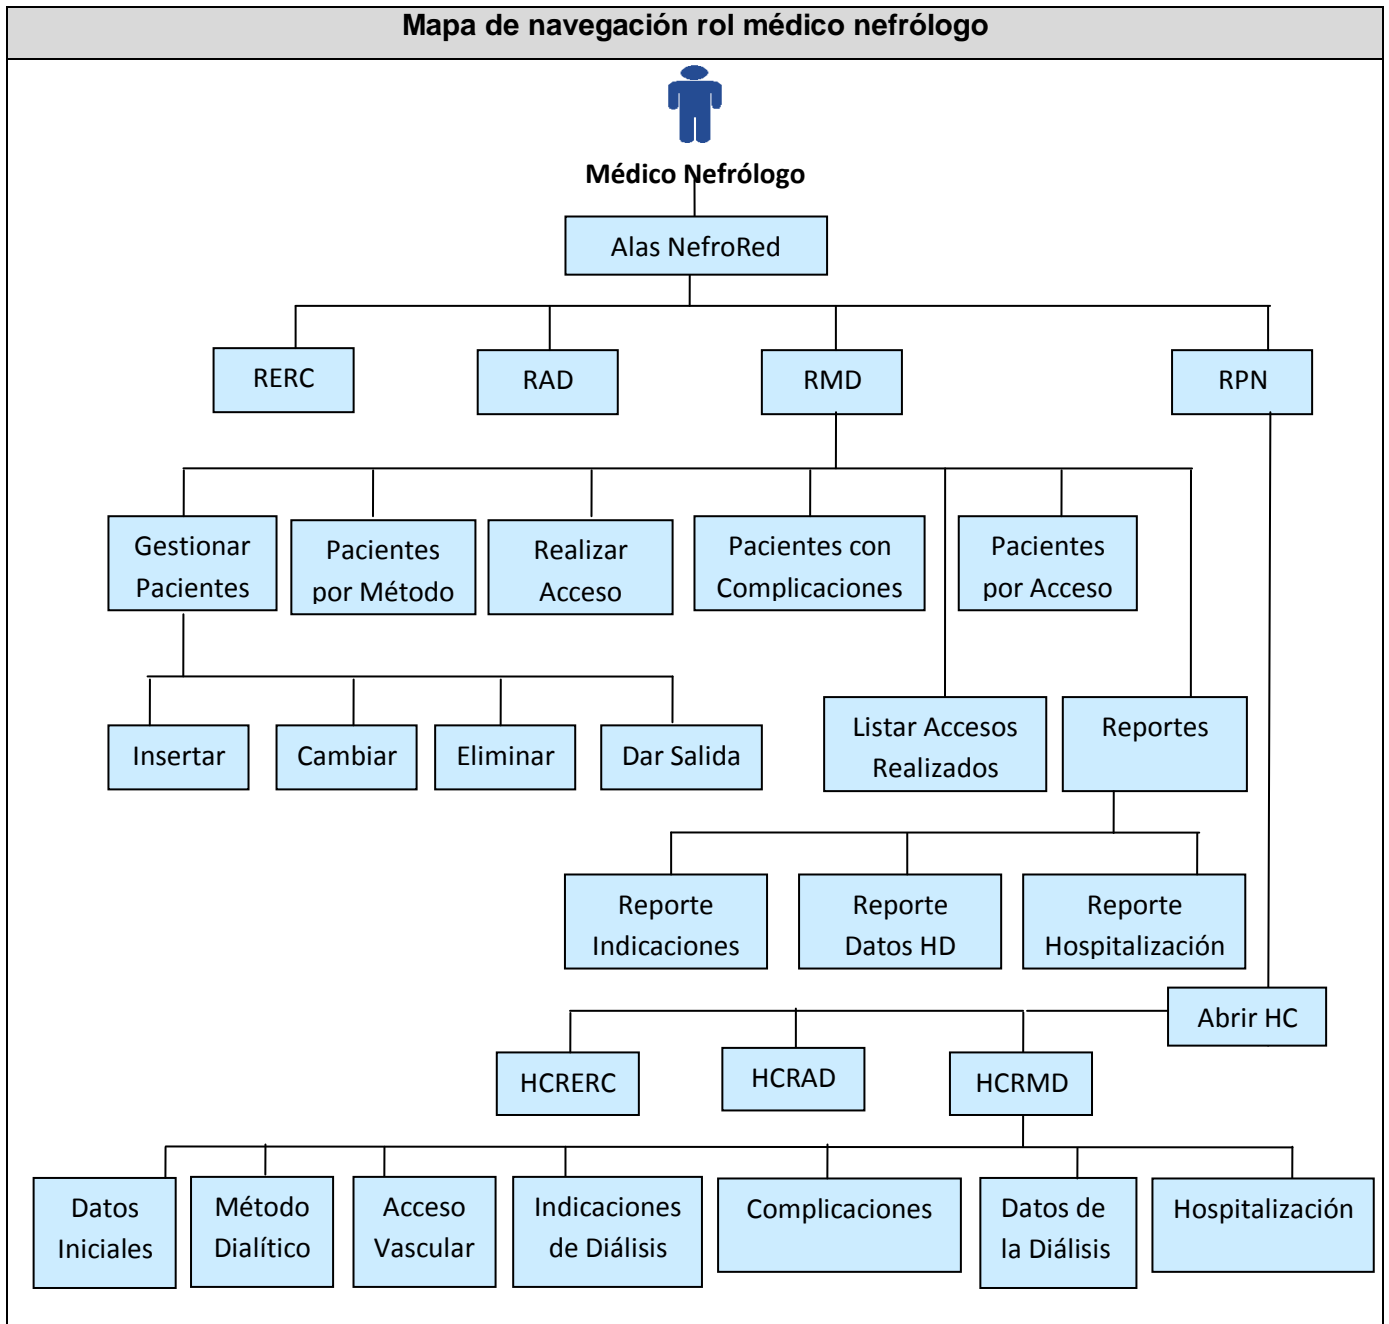 Mapa de navegación rol médico nefrólogo
Médico Nefrólogo
Alas NefroRed
RERC
RAD
RMD
RPN
Gestionar
Pacientes
Pacientes
por Método
Realizar
Acceso
Pacientes con
Complicaciones
Pacientes
por Acceso
Insertar
Cambiar
Eliminar
Dar Salida
Listar Accesos
Realizados
Reportes
Reporte
Indicaciones
Reporte
Datos HD
Reporte
Hospitalización
Abrir HC
HCRERC
HCRAD
HCRMD
Datos
Iniciales
Método
Dialítico
Acceso
Vascular
Indicaciones
de Diálisis
Complicaciones
Datos de
la Diálisis
Hospitalización